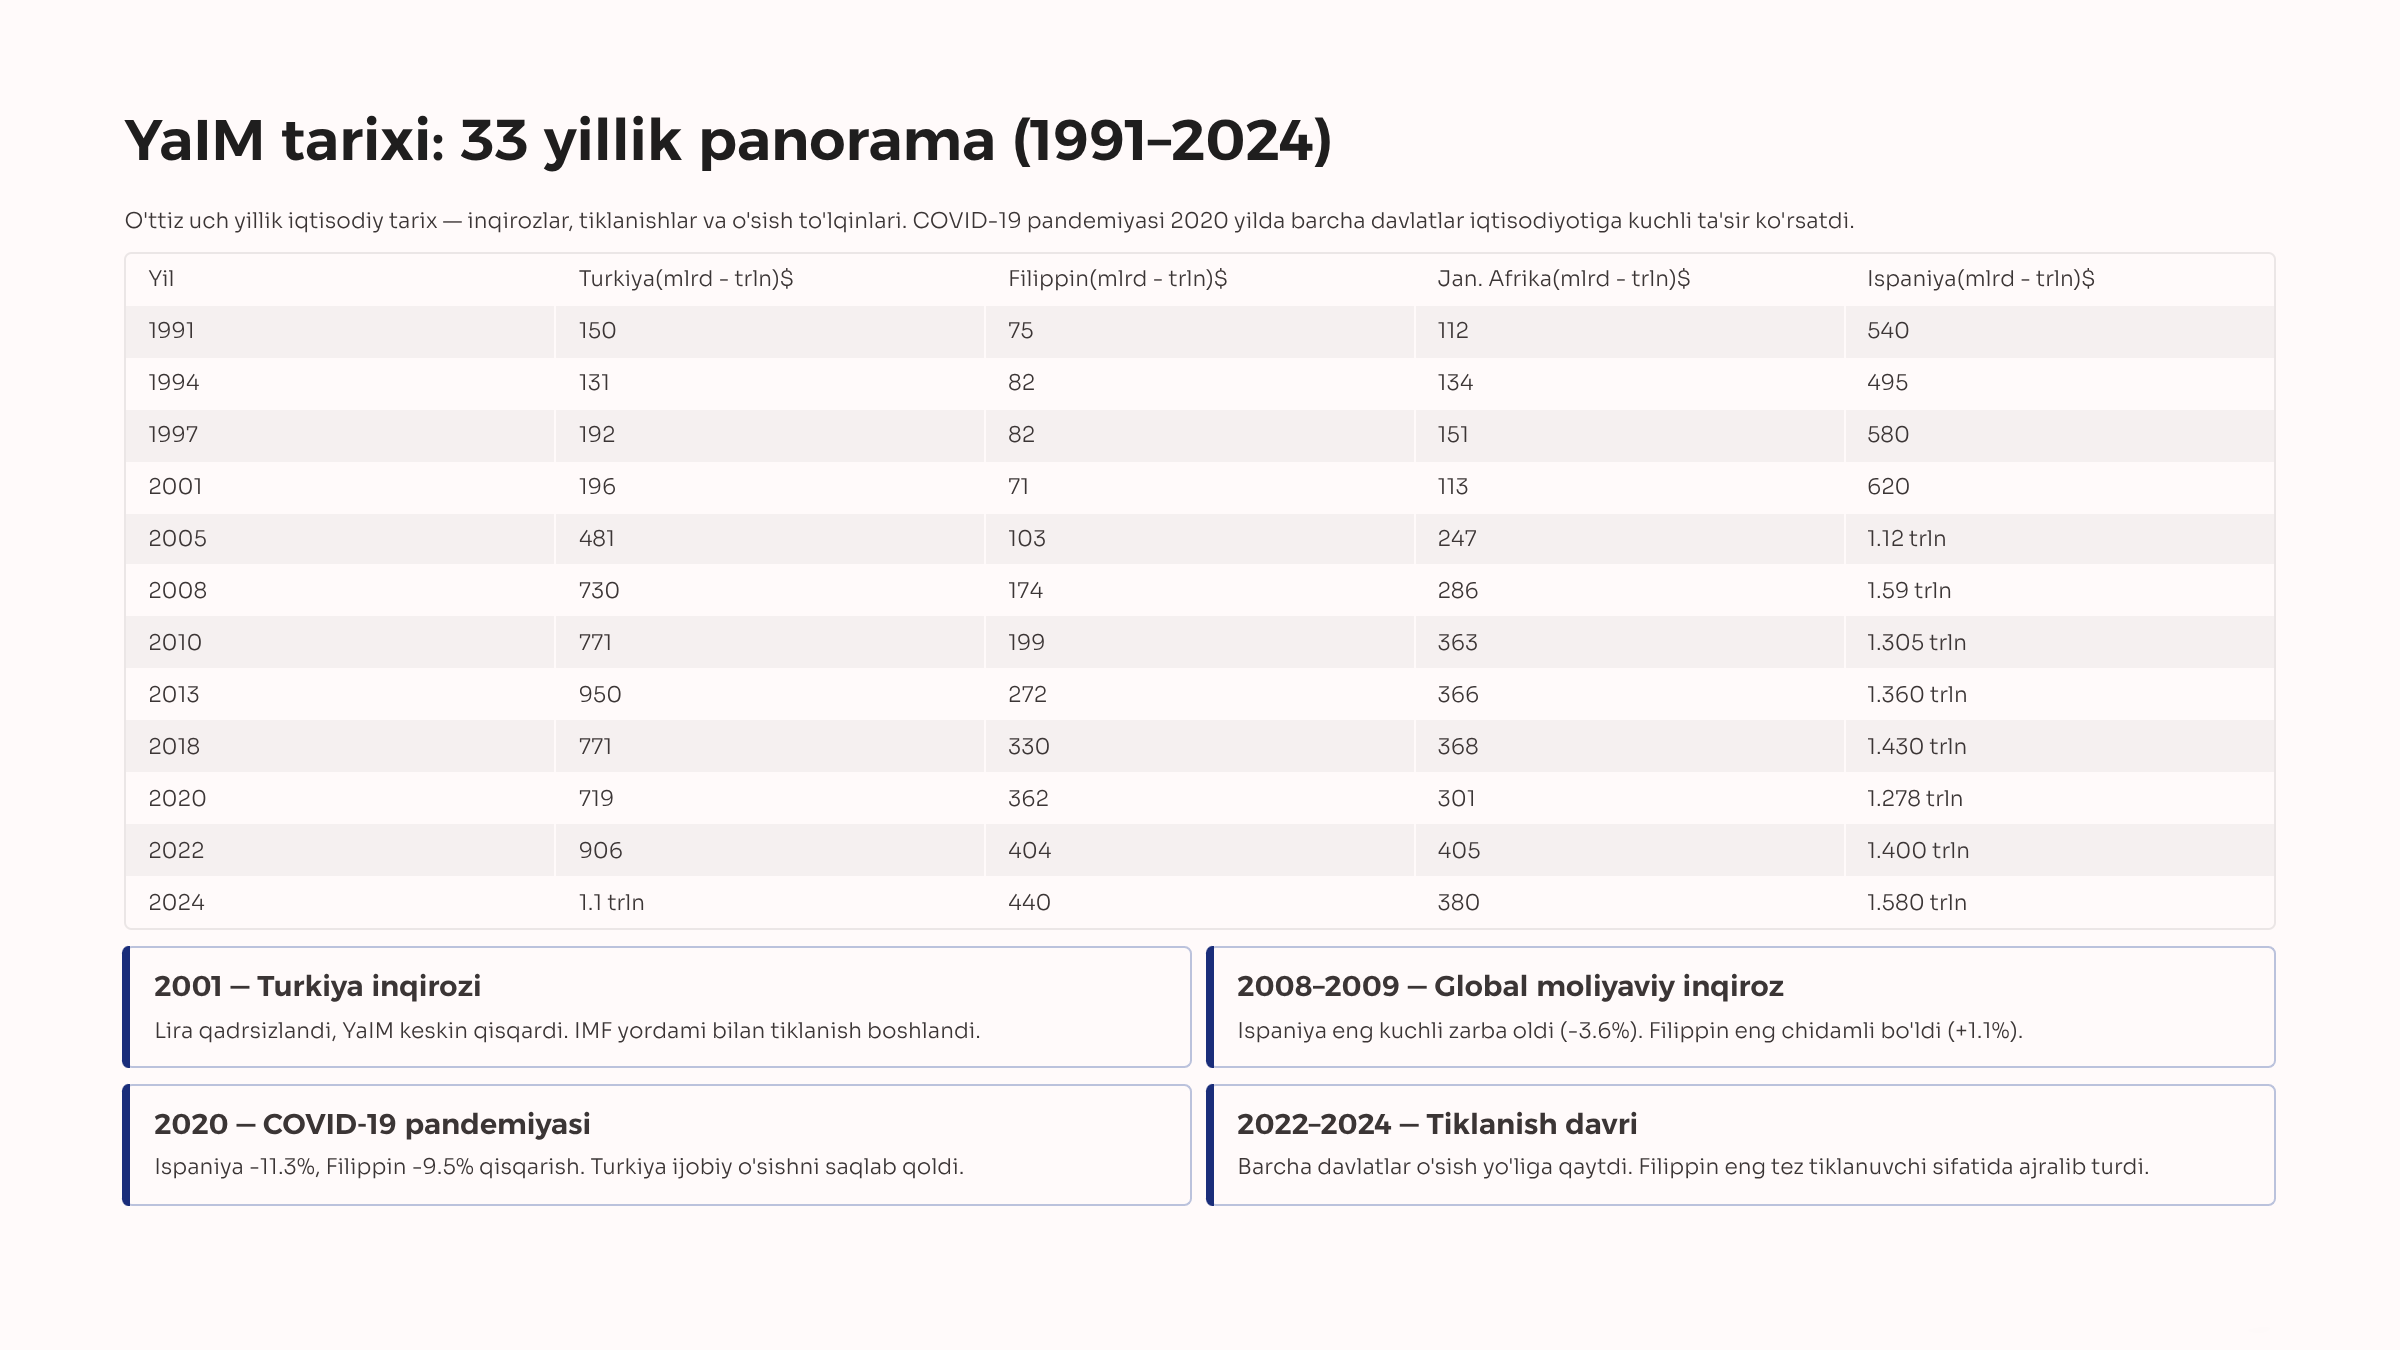 YaIM tarixi: 33 yillik panorama (1991–2024)
O'ttiz uch yillik iqtisodiy tarix — inqirozlar, tiklanishlar va o'sish to'lqinlari. COVID-19 pandemiyasi 2020 yilda barcha davlatlar iqtisodiyotiga kuchli ta'sir ko'rsatdi.
Yil Turkiya(mlrd - trln)$ Filippin(mlrd - trln)$ Jan. Afrika(mlrd - trln)$ Ispaniya(mlrd - trln)$
1991 150 75 112 540
1994 131 82 134 495
1997 192 82 151 580
2001 196 71 113 620
2005 481 103 247 1.12 trln
2008 730 174 286 1.59 trln
2010 771 199 363 1.305 trln
2013 950 272 366 1.360 trln
2018 771 330 368 1.430 trln
2020 719 362 301 1.278 trln
2022 906 404 405 1.400 trln
2024 1.1 trln 440 380 1.580 trln
2001 — Turkiya inqirozi
Lira qadrsizlandi, YaIM keskin qisqardi. IMF yordami bilan tiklanish boshlandi.
2008–2009 — Global moliyaviy inqiroz
Ispaniya eng kuchli zarba oldi (-3.6%). Filippin eng chidamli bo'ldi (+1.1%).
2020 — COVID-19 pandemiyasi
Ispaniya -11.3%, Filippin -9.5% qisqarish. Turkiya ijobiy o'sishni saqlab qoldi.
2022–2024 — Tiklanish davri
Barcha davlatlar o'sish yo'liga qaytdi. Filippin eng tez tiklanuvchi sifatida ajralib turdi.